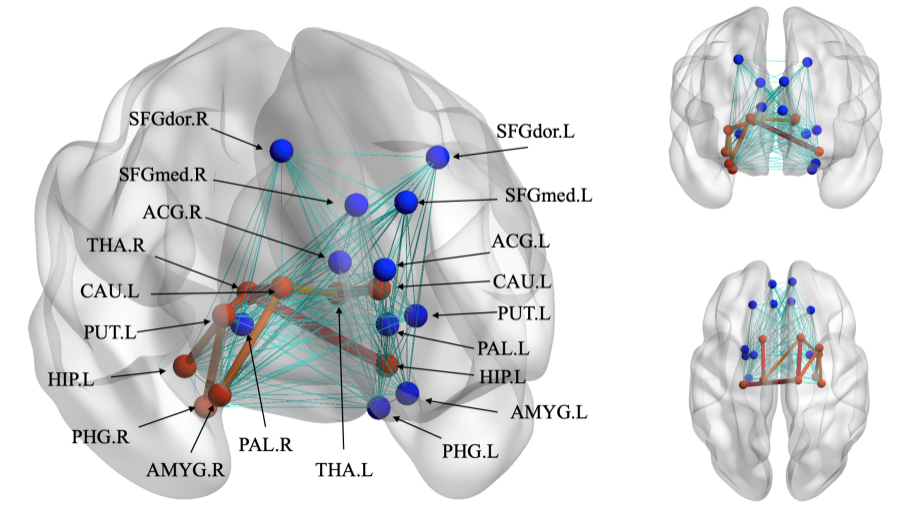 SFGdor.R
SFGmed.R
ACG.R
THA.R
CAU.L
PUT.L
HIP.L
PHG.R
AMYG.R
PAL.R
THA.L
SFGdor.L
SFGmed.L
ACG.L
CAU.L
PUT.L
PAL.L
HIP.L
AMYG.L
PHG.L